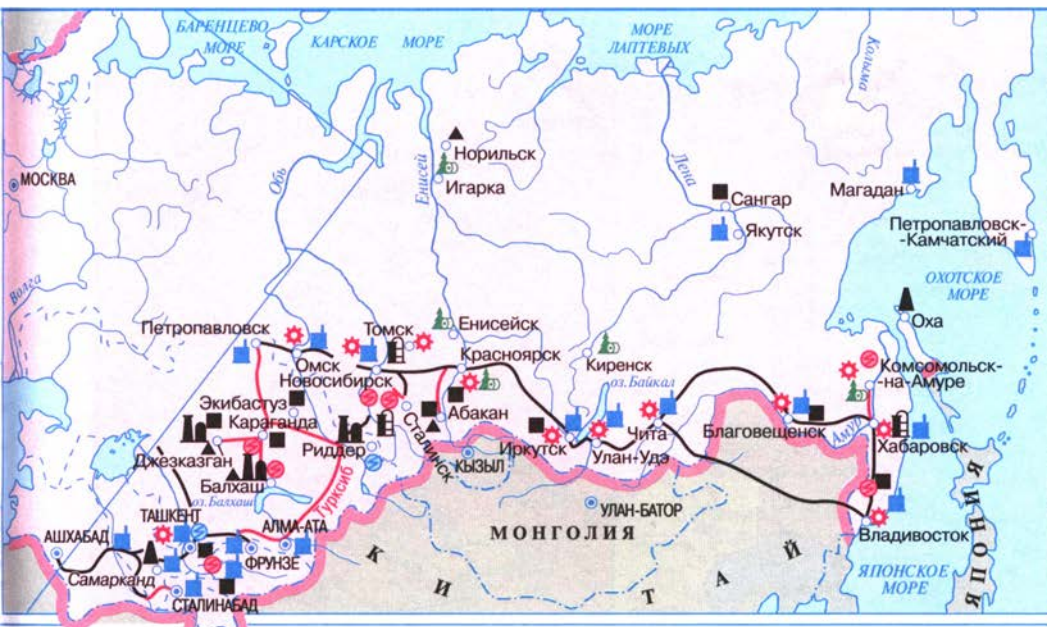 БАРЕНЦЕВО
МОРЕ
КАРСКОЕ МОРЕ
МОРЕ
ЛАПТЕВЫХ
Колыма
Норильск
Игарка
Обь
Енисей
Лена
МОСКВА
Сангар
Якутск
Магадан
Петропавловск-
-Камчатский
ОХОТСКОЕ
МОРЕ
Волга
Оха
Петропавловск
Омск
Томск
Енисейск
Новосибирск
Красноярск
Киренск
оз. Байкал
Комсомольск-
-на-Амуре
Экибастуз
Караганда
Абакан
Сталинск
Джезказган
Риддер
Балхаш
оз. Балхаш
Турксиб
КЫЗЫЛ
Иркутск
Улан-Удэ
Чита
Благовещенск
Амур
Хабаровск
УЛАН-БАТОР
МОНГОЛИЯ
Владивосток
ТАШКЕНТ
АЛМА-АТА
АШХАБАД
ФРУНЗЕ
Самарканд
СТАЛИНАБАД
КИТАЙ
ЯПОНСКОЕ
МОРЕ
ЯПОНИЯ